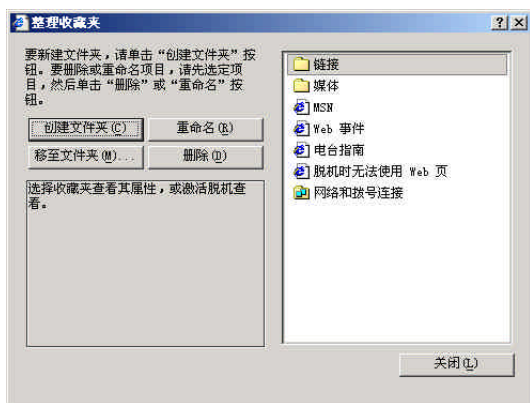 整理收藏夹
要新建文件夹，请单击“创建文件夹”按
钮。要删除或重命名项目，请先选定项
目，然后单击“删除”或“重命名”按
钮。
创建文件夹(C)
重命名(R)
移至文件夹(M)...
删除(D)
选择收藏夹查看其属性，或激活脱机查
看。
链接
媒体
MSN
Web 事件
电台指南
脱机时无法使用 Web 页
网络和拨号连接
关闭(L)